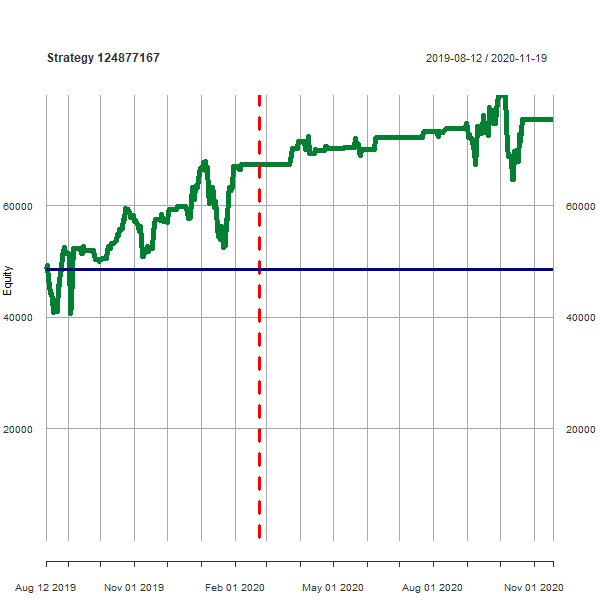 Strategy 124877167
2019-08-12 / 2020-11-19
Equity
60000
60000
40000
40000
20000
20000
Aug 12 2019
Nov 01 2019
Feb 01 2020
May 01 2020
Aug 01 2020
Nov 01 2020